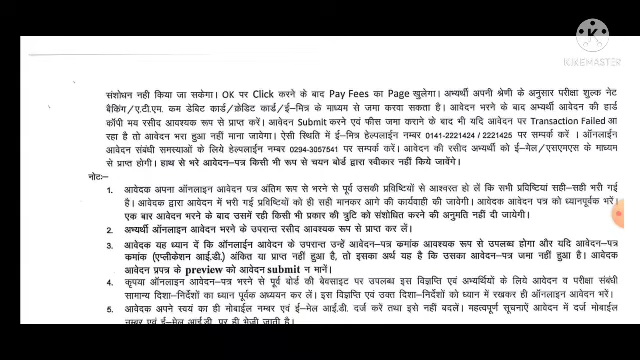 KINEMASTER
संशोधन नही किया जा सकेगा। OK पर Click करने के बाद Pay Fees का Page खुलेगा। अभ्यर्थी अपनी श्रेणी के अनुसार परीक्षा शुल्क नेट
बैकिंग/ए.टी.एम. कम डेबिट कार्ड/क्रेडिट कार्ड/ई-मित्र के माध्यम से जमा करवा सकता है। आवेदन भरने के बाद अभ्यर्थी आवेदन की हार्ड
कॉपी मय रसीद आवश्यक रूप से प्राप्त करें। आवेदन Submit करने एवं फीस जमा कराने के बाद भी यदि आवेदन पर Transaction Failed
आ रहा है तो आवेदन भरा हुआ नहीं माना जावेगा। ऐसी स्थिति में ई-मित्र हेल्पलाईन नम्बर 0141-2221424 / 2221425 पर सम्पर्क करें । ऑनलाईन
आवेदन संबंधी समस्याओं के लिये हेल्पलाईन नम्बर 0294-3057541 पर सम्पर्क करें। आवेदन की रसीद अभ्यर्थी को ई-मेल/एसएमएस के माध्यम
से प्राप्त होगी। हाथ से भरे आवेदन-पत्र किसी भी रूप से चयन बोर्ड द्वारा स्वीकार नहीं किये जावेंगे।
नोटः-
1. आवेदक अपना ऑनलाइन आवेदन पत्र अंतिम रूप से भरने से पूर्व उसकी प्रविष्टियों से आश्वस्त हो लें कि सभी प्रविष्टियां सही-सही भरी गई
है। आवेदक द्वारा आवेदन में भरी गई प्रविष्टियों को ही सही मानकर आगे की कार्यवाही की जावेगी। आवेदक आवेदन पत्र को ध्यानपूर्वक भरें।
एक बार आवेदन भरने के बाद उसमें रही किसी भी प्रकार की त्रुटि को संशोधित करने की अनुमति नहीं दी जायेगी।
2. अभ्यर्थी ऑनलाईन आवेदन भरने के उपरान्त रसीद आवश्यक रूप से प्राप्त कर लें।
3. आवेदक यह ध्यान दें कि ऑनलाईन आवेदन के उपरान्त उन्हें आवेदन-पत्र कमांक आवश्यक रूप से उपलब्ध होगा और यदि आवेदन-पत्र
कमांक (एप्लीकेशन आई.डी.) अंकित या प्राप्त नहीं हुआ है, तो इसका अर्थ यह है कि उसका आवेदन-पत्र जमा नहीं हुआ है। आवेदक
आवेदन प्रपत्र के preview को आवेदन submit न मानें।
4. कृपया ऑनलाइन आवेदन-पत्र भरने से पूर्व बोर्ड की बेवसाइट पर उपलब्ध इस विज्ञप्ति एवं अभ्यर्थियों के लिये आवेदन व परीक्षा संबंधी
सामान्य दिशा-निर्देशों का ध्यान पूर्वक अध्ययन कर लें। इस विज्ञप्ति एवं उक्त दिशा-निर्देशों को ध्यान में रखकर ही ऑनलाईन आवेदन भरें।
5. आवेदक अपने स्वयं का ही मोबाईल नम्बर एवं ई-मेल आई.डी. दर्ज करें तथा इसे नहीं बदलें। महत्वपूर्ण सूचनाऐं आवेदन में दर्ज मोबाईल
नम्बर एवं ई-मेल आई.डी पर ही भेजी जाती है।